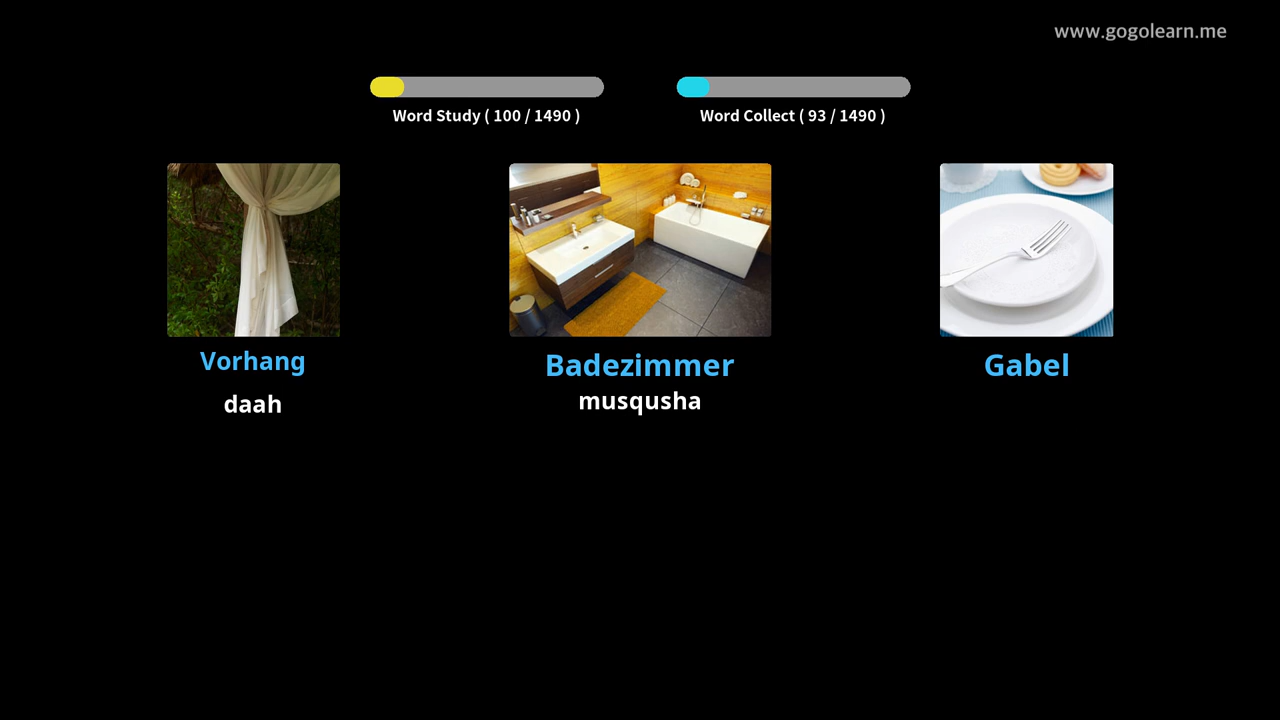 www.gogolearn.me
Word Study ( 100 / 1490 )
Word Collect ( 93 / 1490 )
Vorhang
daah
Badezimmer
musqusha
Gabel